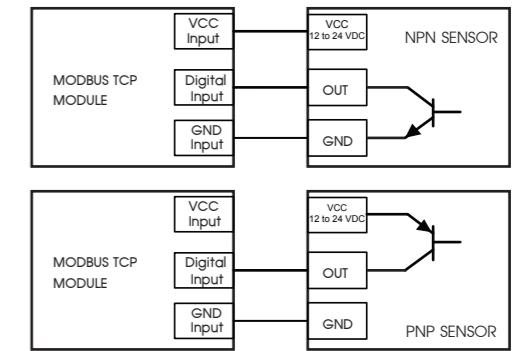 VCC
Input
VCC
12 to 24 VDC
NPN SENSOR
MODBUS TCP
MODULE
Digital
Input
OUT
GND
Input
GND
VCC
Input
VCC
12 to 24 VDC
MODBUS TCP
MODULE
Digital
Input
OUT
GND
Input
GND
PNP SENSOR